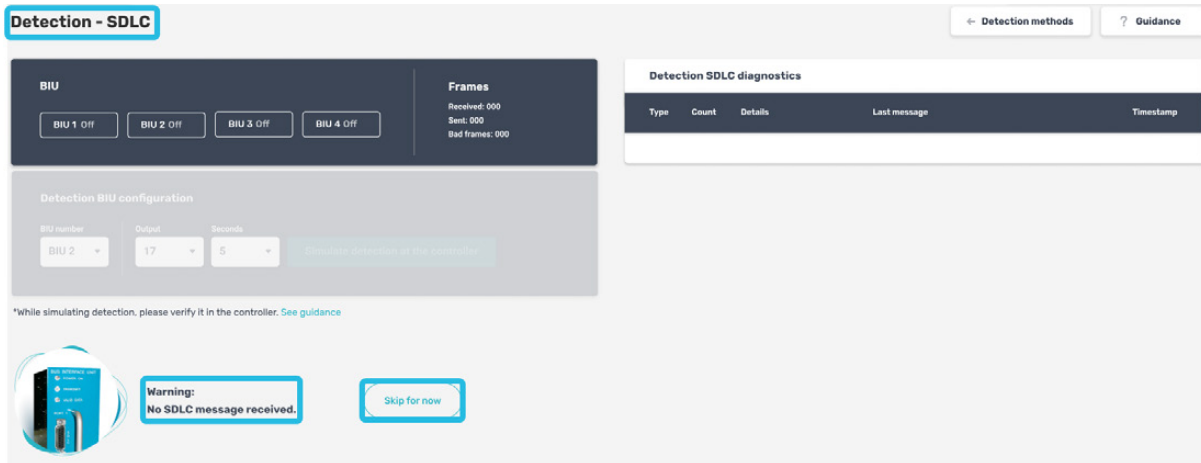 Detection - SDLC
← Detection methods
? Guidance
BIU
BIU 1 Off
BIU 2 Off
BIU 3 Off
BIU 4 Off
Frames
Received: 000
Sent: 000
Bad frames: 000
Detection SDLC diagnostics
Type Count Details Last message Timestamp
Detection BIU configuration
BIU number Output Seconds
BIU 2 17 5 Simulate detection at the controller
*While simulating detection, please verify it in the controller. See guidance
BUS INTERFACE UNIT
Warning:
No SDLC message received.
Skip for now